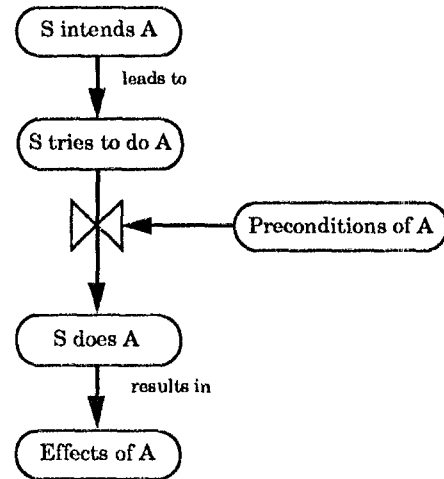 S intends A
leads to
S tries to do A
Preconditions of A
S does A
results in
Effects of A